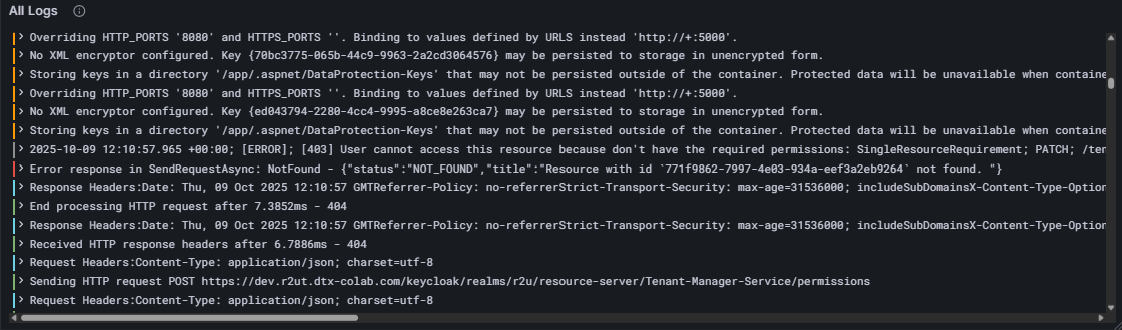 All Logs
Overriding HTTP_PORTS '8080' and HTTPS_PORTS ''. Binding to values defined by URLS instead 'http://+:5000'.
No XML encryptor configured. Key {70bc3775-065b-44c9-9963-2a2cd3064576} may be persisted to storage in unencrypted form.
Storing keys in a directory '/app/.aspnet/DataProtection-Keys' that may not be persisted outside of the container. Protected data will be unavailable when containe
Overriding HTTP_PORTS '8080' and HTTPS_PORTS ''. Binding to values defined by URLS instead 'http://+:5000'.
No XML encryptor configured. Key {ed043794-2280-4cc4-9995-a8ce8e263ca7} may be persisted to storage in unencrypted form.
Storing keys in a directory '/app/.aspnet/DataProtection-Keys' that may not be persisted outside of the container. Protected data will be unavailable when containe
2025-10-09 12:10:57.965 +00:00; [ERROR]; [403] User cannot access this resource because don't have the required permissions: SingleResourceRequirement; PATCH; /ten
Error response in SendRequestAsync: NotFound - {"status":"NOT_FOUND","title":"Resource with id `771f9862-7997-4e03-934a-eef3a2eb9264` not found. "}
Response Headers:Date: Thu, 09 Oct 2025 12:10:57 GMTReferrer-Policy: no-referrerStrict-Transport-Security: max-age=31536000; includeSubDomainsX-Content-Type-Option
End processing HTTP request after 7.3852ms - 404
Response Headers:Date: Thu, 09 Oct 2025 12:10:57 GMTReferrer-Policy: no-referrerStrict-Transport-Security: max-age=31536000; includeSubDomainsX-Content-Type-Option
Received HTTP response headers after 6.7886ms - 404
Request Headers:Content-Type: application/json; charset=utf-8
Sending HTTP request POST https://dev.r2ut.dtx-colab.com/keycloak/realms/r2u/resource-server/Tenant-Manager-Service/permissions
Request Headers:Content-Type: application/json; charset=utf-8